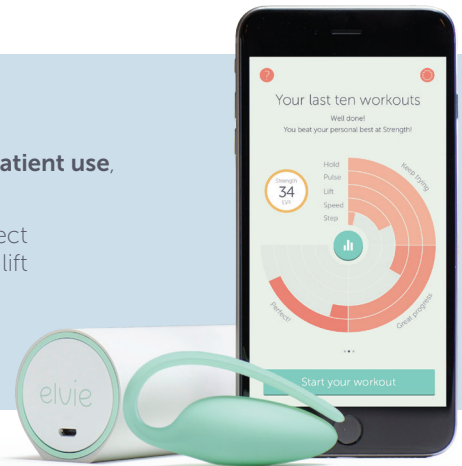 atient use,
ect
lift
?
Your last ten workouts
Well done!
You beat your personal best at Strength!
Strength
34
Hold
Pulse
Lift
Speed
Step
Keep trying
Great progress
Perfect!
Start your workout
elvie